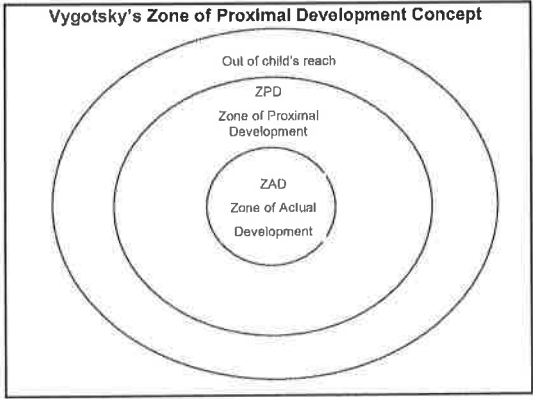 Vygotsky's Zone of Proximal Development Concept
Out of child's reach
ZPD
Zone of Proximal
Development
ZAD
Zone of Actual
Development